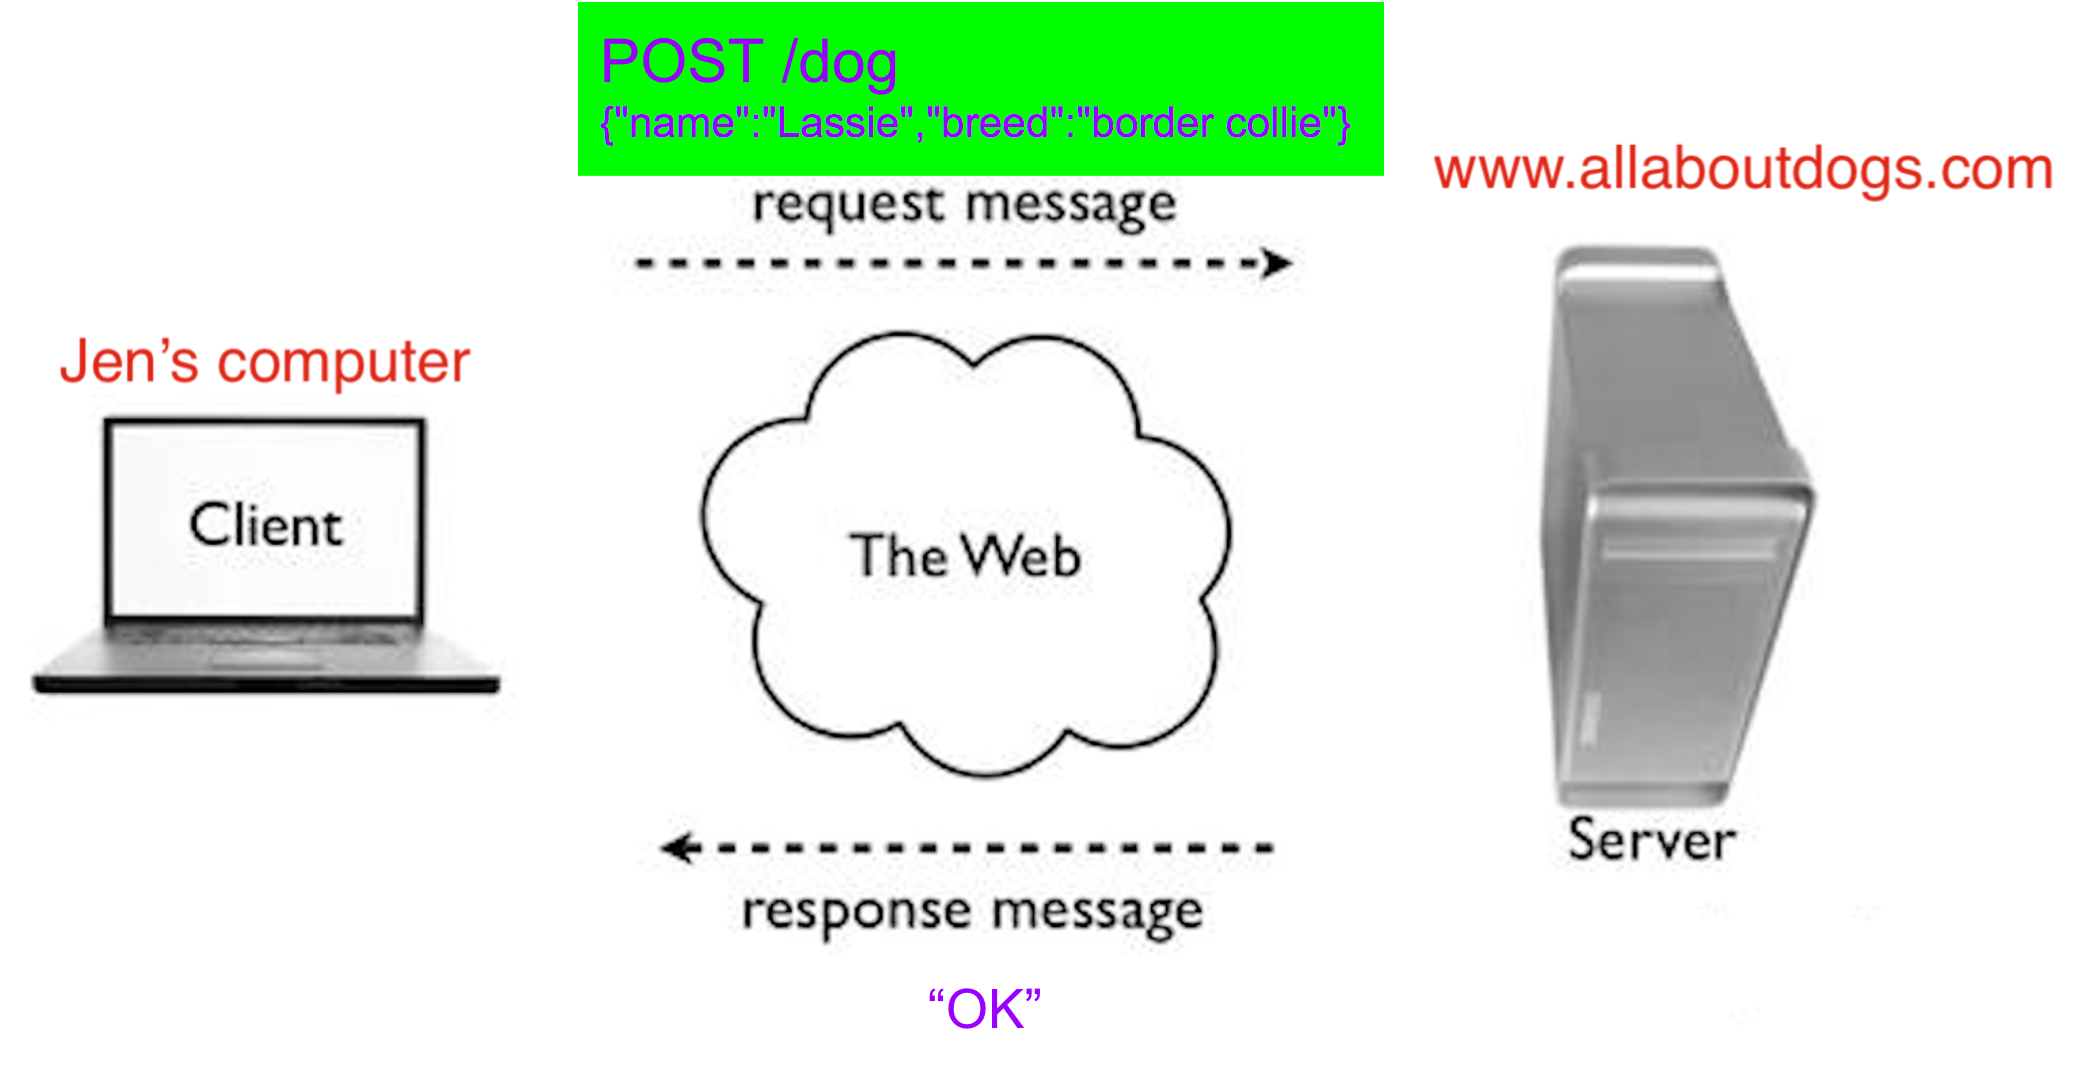 POST /dog
{"name":"Lassie","breed":"border collie"}
request message
www.allaboutdogs.com
Jen’s computer
Client
The Web
Server
response message
“OK”